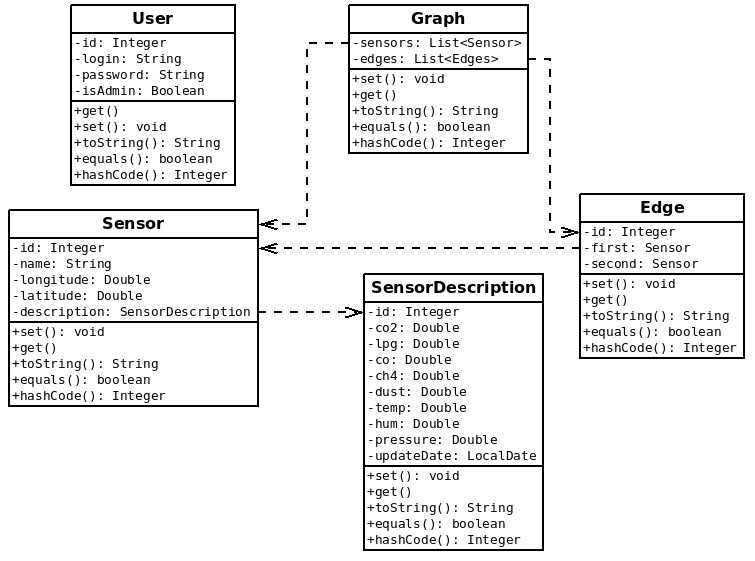 User
-id: Integer
-login: String
-password: String
-isAdmin: Boolean
+get()
+set(): void
+toString(): String
+equals(): boolean
+hashCode(): Integer
Graph
-sensors: List<Sensor>
-edges: List<Edges>
+set(): void
+get()
+toString(): String
+equals(): boolean
+hashCode(): Integer
Sensor
-id: Integer
-name: String
-longitude: Double
-latitude: Double
-description: SensorDescription
+set(): void
+get()
+toString(): String
+equals(): boolean
+hashCode(): Integer
SensorDescription
-id: Integer
-co2: Double
-lpg: Double
-co: Double
-ch4: Double
-dust: Double
-temp: Double
-hum: Double
-pressure: Double
-updateDate: LocalDate
+set(): void
+get()
+toString(): String
+equals(): boolean
+hashCode(): Integer
Edge
-id: Integer
-first: Sensor
-second: Sensor
+set(): void
+get()
+toString(): String
+equals(): boolean
+hashCode(): Integer